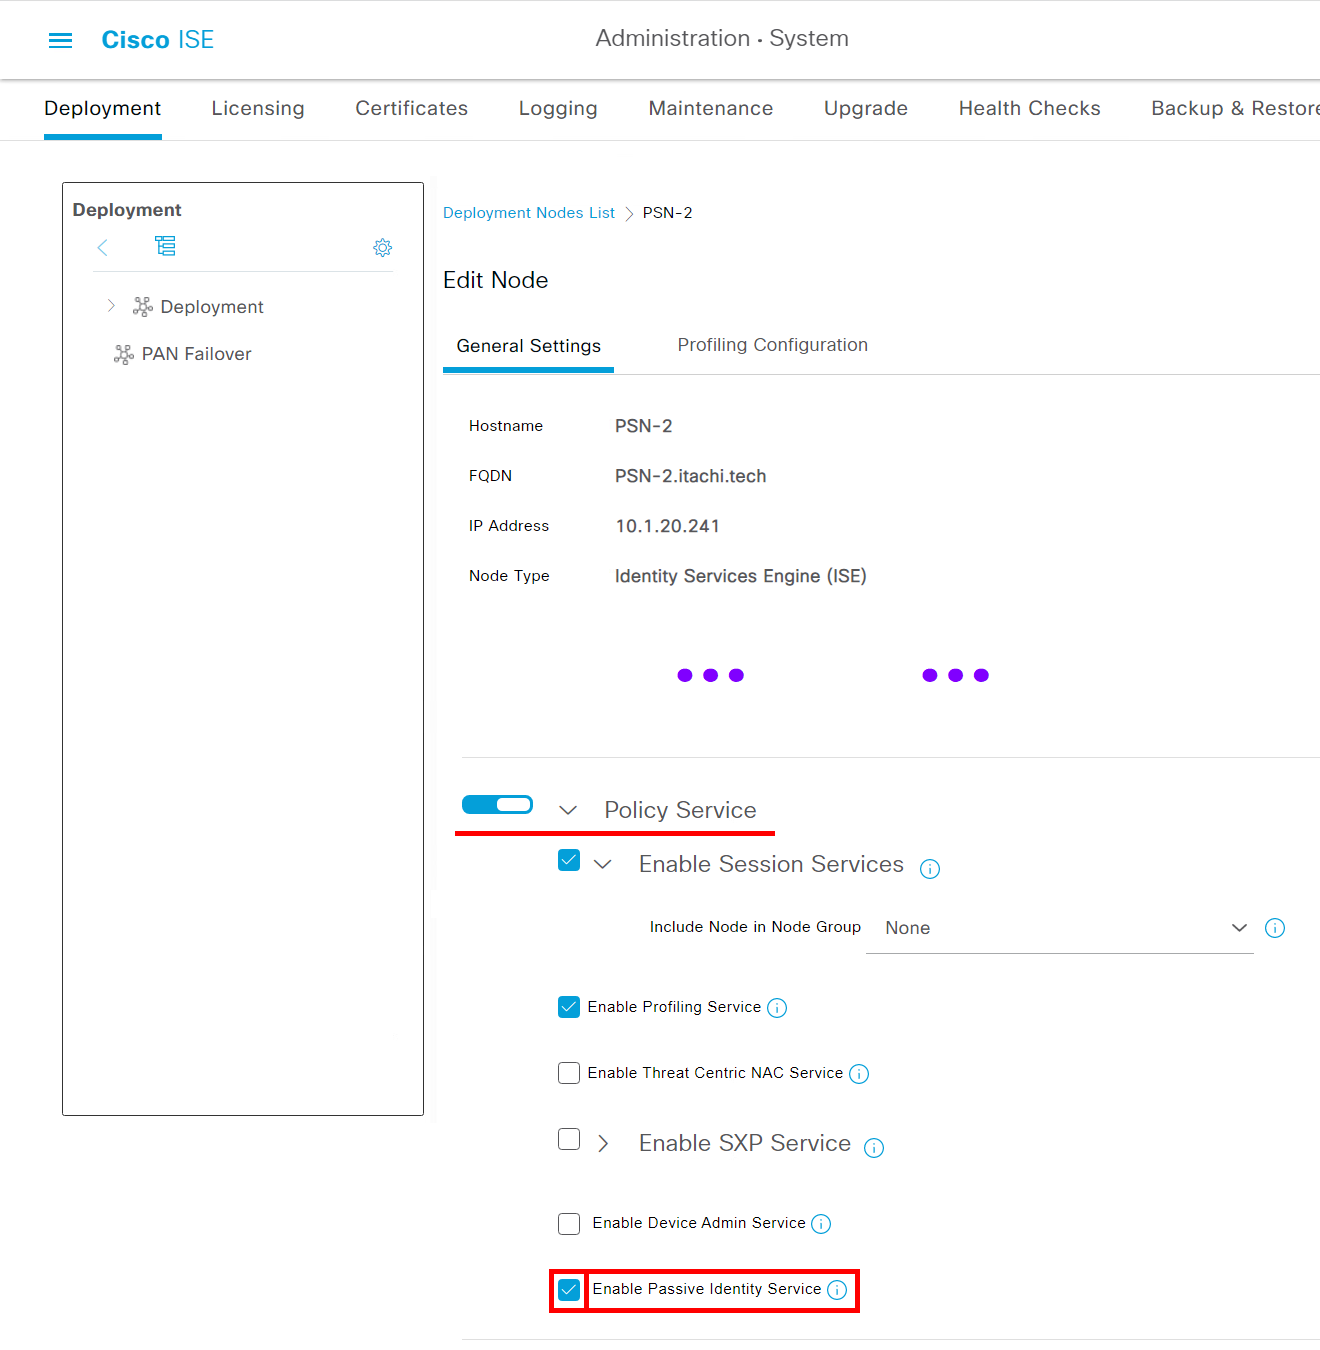 Cisco ISE
Administration · System
Deployment Licensing Certificates Logging Maintenance Upgrade Health Checks Backup & Restore
Deployment
Deployment
PAN Failover
Deployment Nodes List > PSN-2
Edit Node
General Settings Profiling Configuration
Hostname PSN-2
FQDN PSN-2.itachi.tech
IP Address 10.1.20.241
Node Type Identity Services Engine (ISE)
Policy Service
Enable Session Services
Include Node in Node Group None
Enable Profiling Service
Enable Threat Centric NAC Service
Enable SXP Service
Enable Device Admin Service
Enable Passive Identity Service